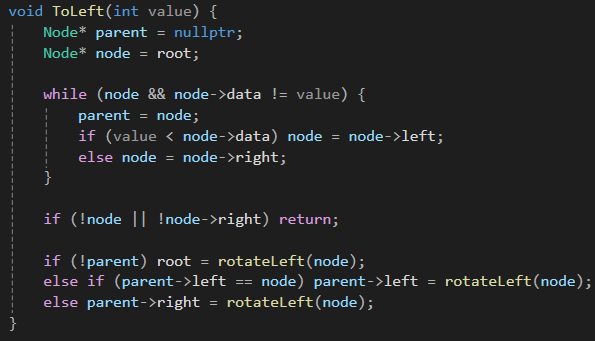 void ToLeft(int value) {
    Node* parent = nullptr;
    Node* node = root;

    while (node && node->data != value) {
        parent = node;
        if (value < node->data) node = node->left;
        else node = node->right;
    }

    if (!node || !node->right) return;

    if (!parent) root = rotateLeft(node);
    else if (parent->left == node) parent->left = rotateLeft(node);
    else parent->right = rotateLeft(node);
}